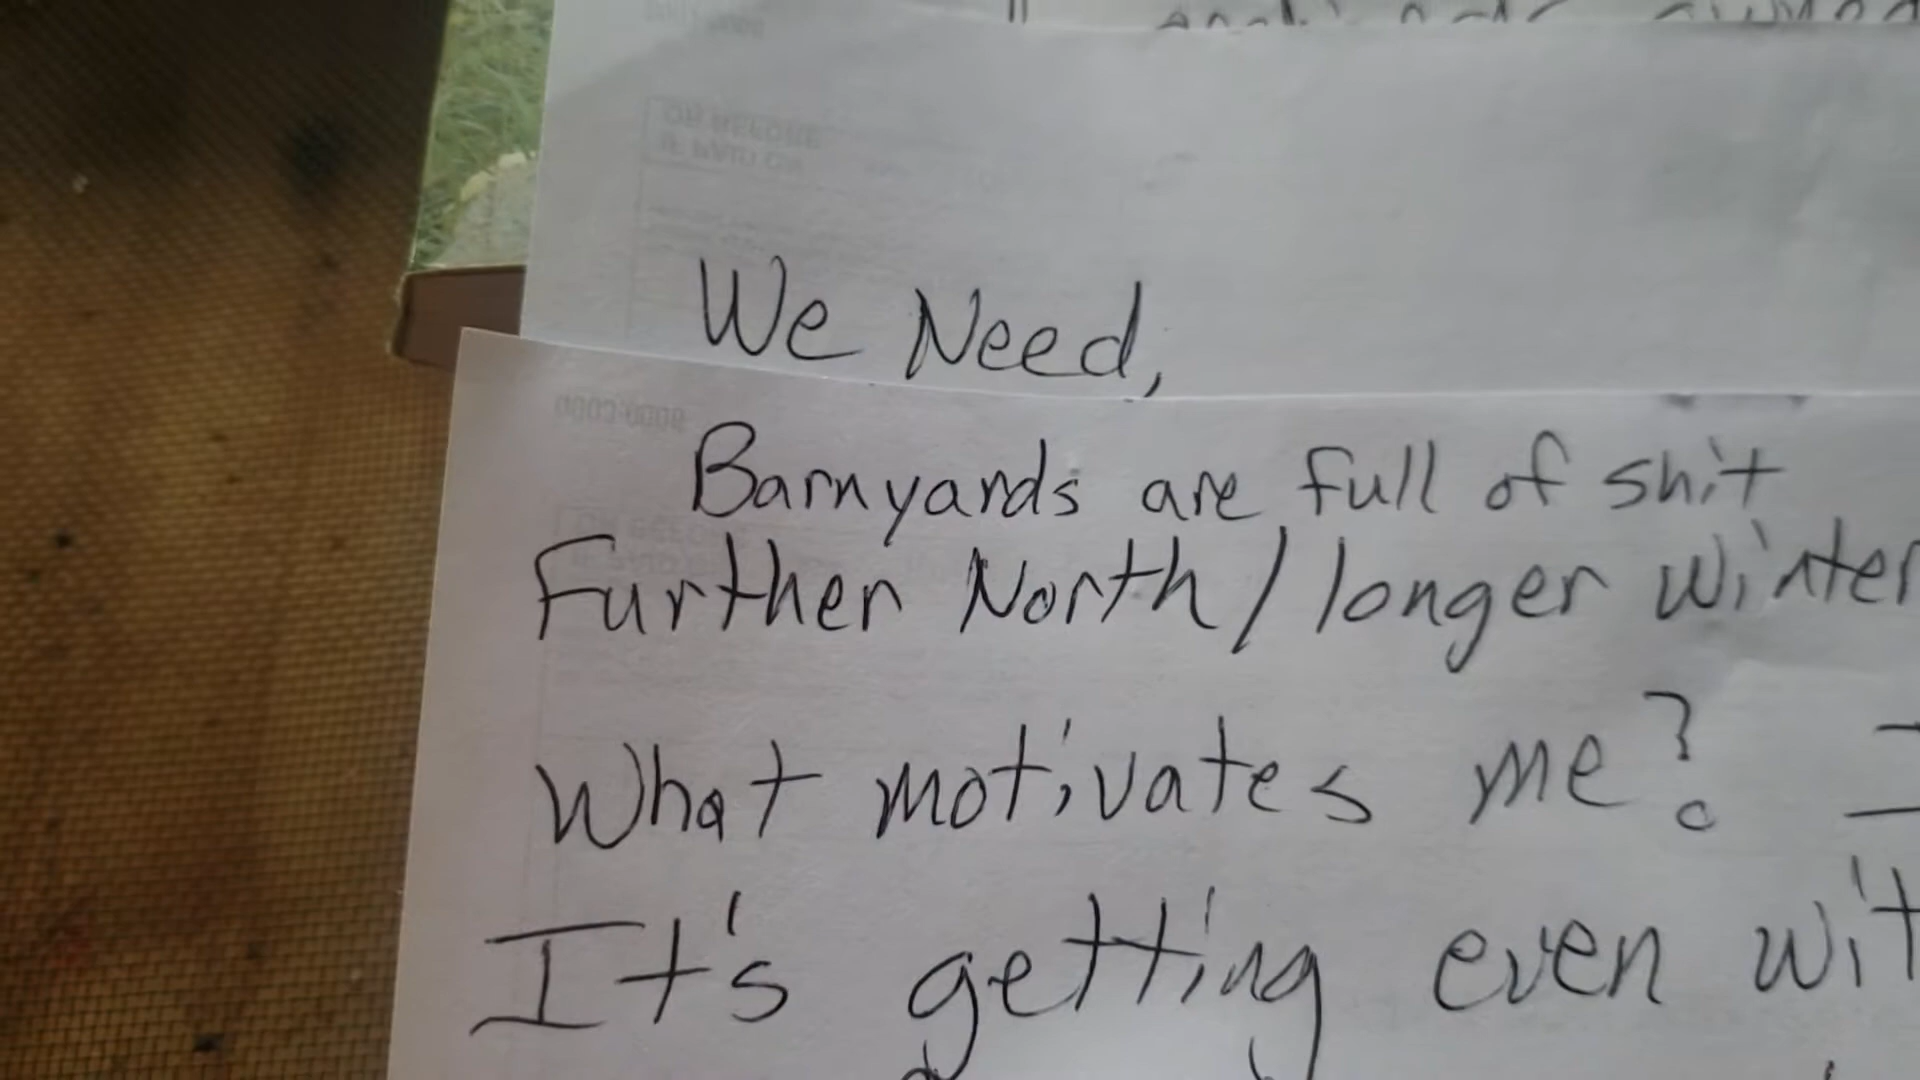 We Need,
Barnyards are full of shit
Further North / longer winter
What motivates me? I
It's getting even wit